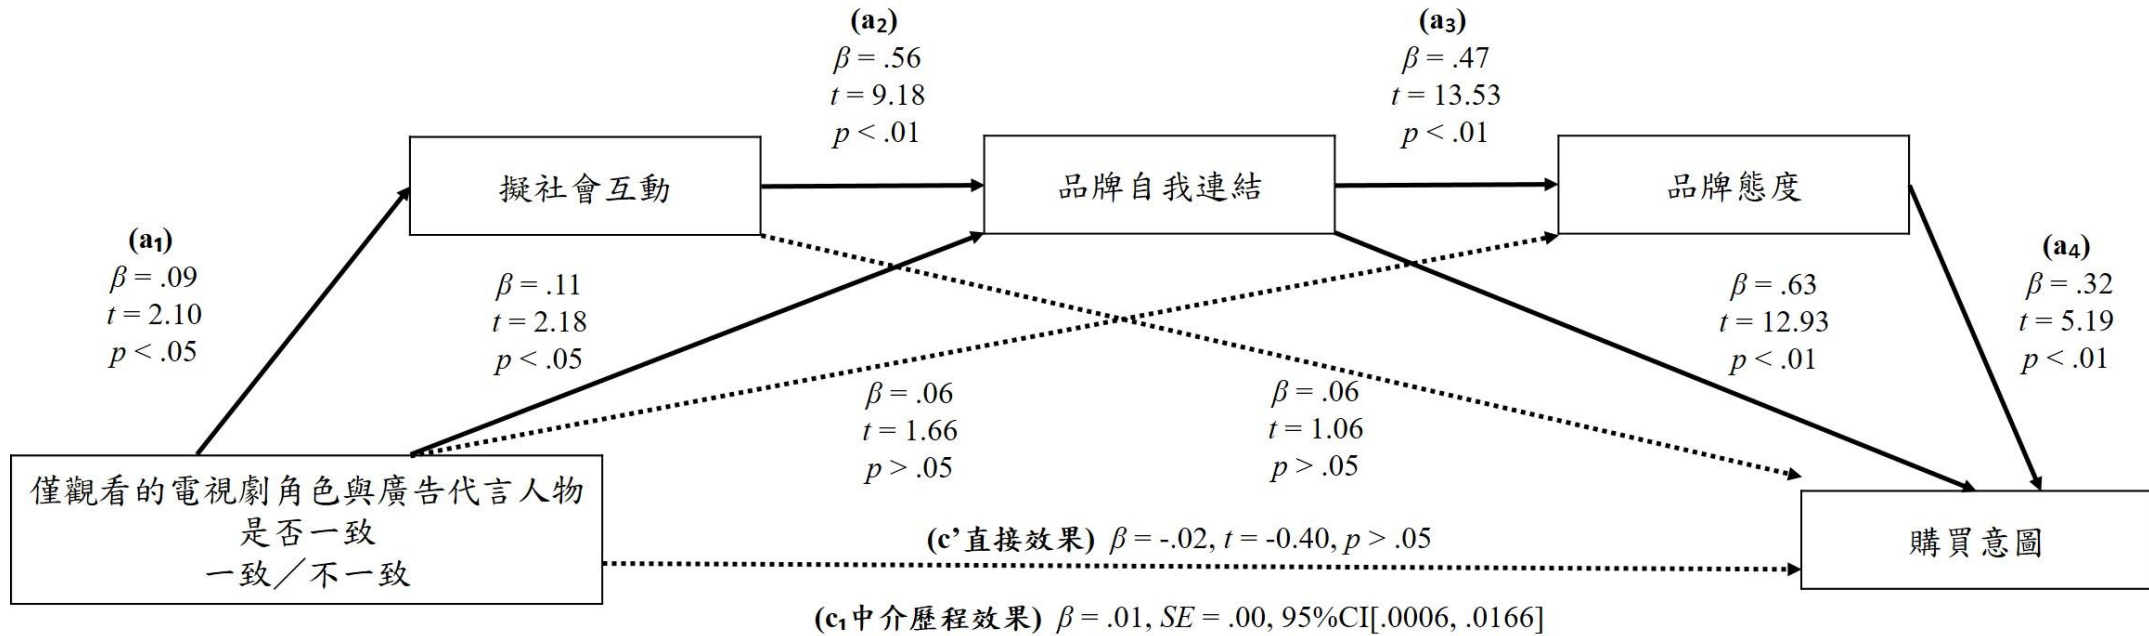 (a₂)
β = .56
t = 9.18
p < .01
(a₃)
β = .47
t = 13.53
p < .01
擬社會互動
品牌自我連結
品牌態度
(a₁)
β = .09
t = 2.10
p < .05
β = .11
t = 2.18
p < .05
β = .63
t = 12.93
p < .01
(a₄)
β = .32
t = 5.19
p < .01
β = .06
t = 1.66
p > .05
β = .06
t = 1.06
p > .05
僅觀看的電視劇角色與廣告代言人物
是否一致
一致／不一致
(c’直接效果) β = -.02, t = -0.40, p > .05
購買意圖
(c₁中介歷程效果) β = .01, SE = .00, 95%CI[.0006, .0166]